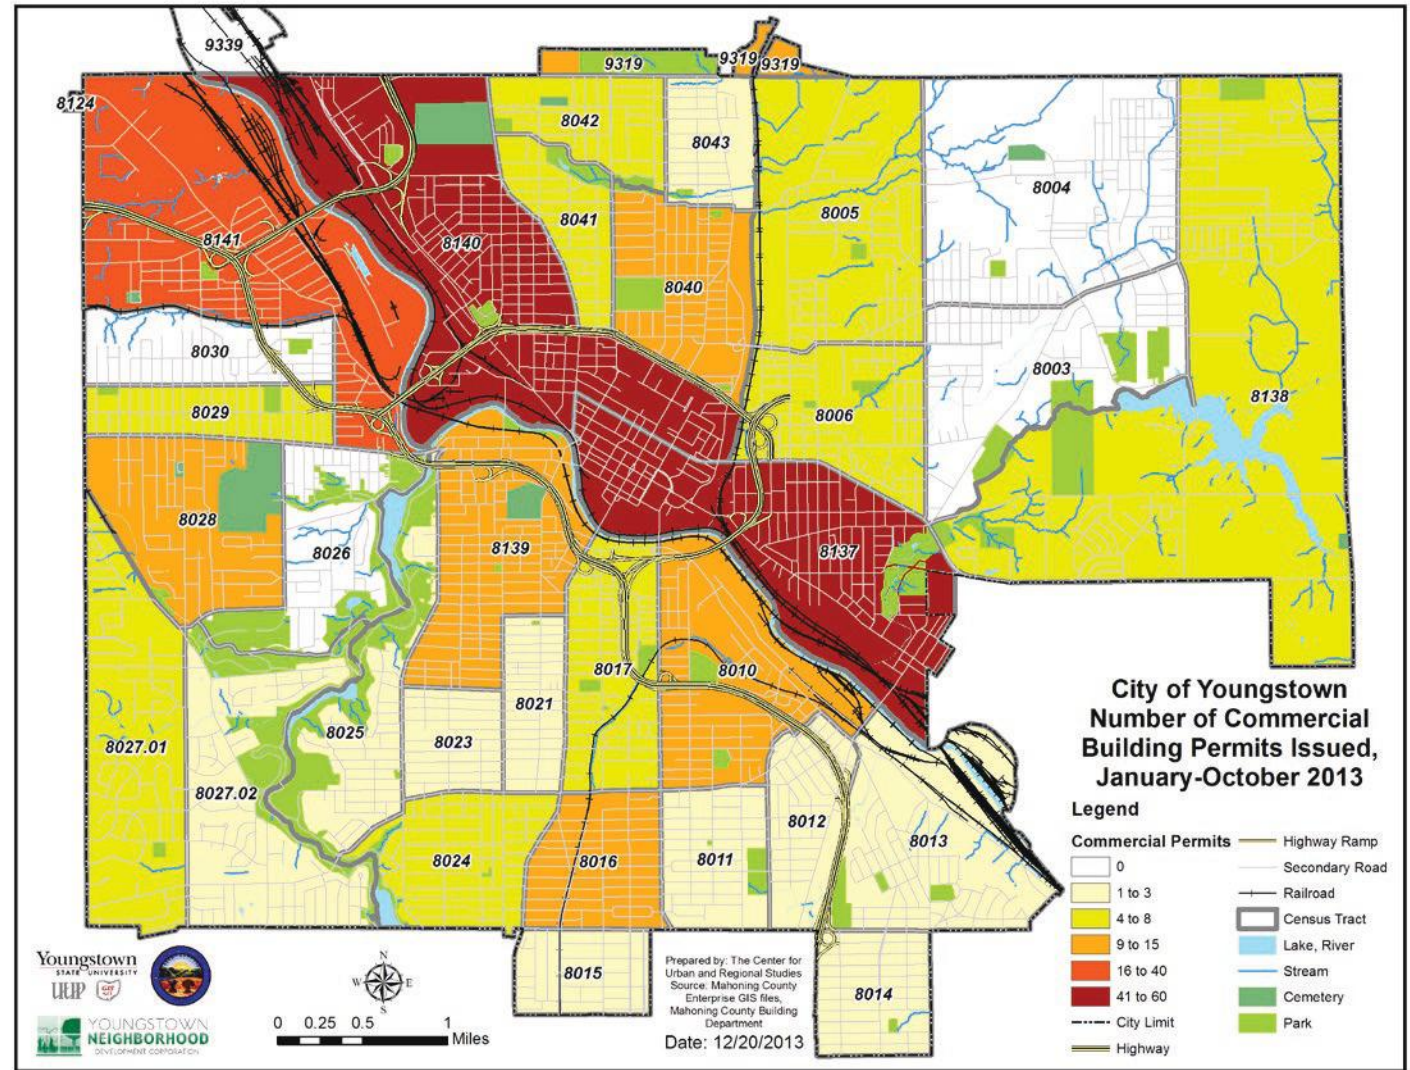 9339
9319
9319
9319
8124
8042
8043
8004
8005
8041
8141
8140
8040
8030
8003
8029
8006
8138
8028
8026
8139
8137
8017
8010
8021
8025
8023
8027.01
8027.02
8012
8013
8024
8016
8011
8015
8014
City of Youngstown
Number of Commercial
Building Permits Issued,
January-October 2013
Legend
Commercial Permits
0
1 to 3
4 to 8
9 to 15
16 to 40
41 to 60
City Limit
Highway
Highway Ramp
Secondary Road
Railroad
Census Tract
Lake, River
Stream
Cemetery
Park
Youngstown
STATE UNIVERSITY
YOUNGSTOWN
NEIGHBORHOOD
DEVELOPMENT CORPORATION
N
W E
S
0 0.25 0.5 1
Miles
Prepared by: The Center for
Urban and Regional Studies
Source: Mahoning County
Enterprise GIS files,
Mahoning County Building
Department
Date: 12/20/2013